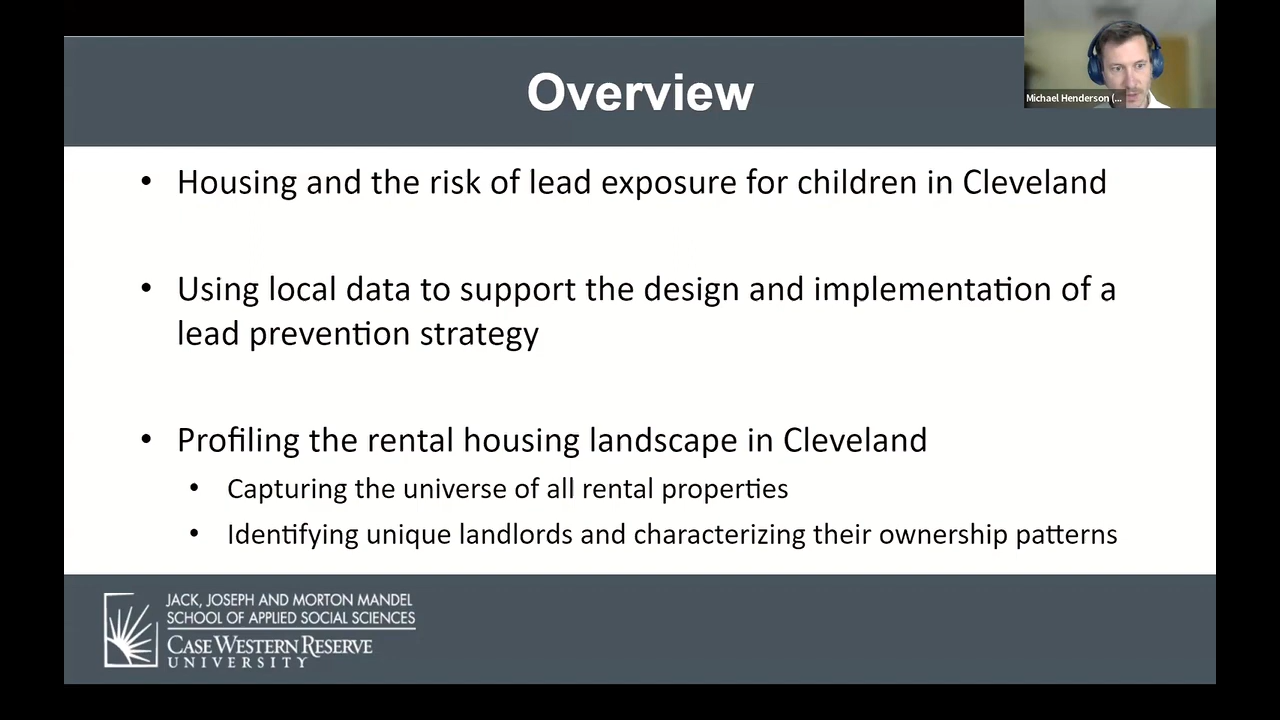 Overview
Michael Henderson (...
• Housing and the risk of lead exposure for children in Cleveland
• Using local data to support the design and implementation of a
lead prevention strategy
• Profiling the rental housing landscape in Cleveland
• Capturing the universe of all rental properties
• Identifying unique landlords and characterizing their ownership patterns
JACK, JOSEPH AND MORTON MANDEL
SCHOOL OF APPLIED SOCIAL SCIENCES
CASE WESTERN RESERVE
UNIVERSITY